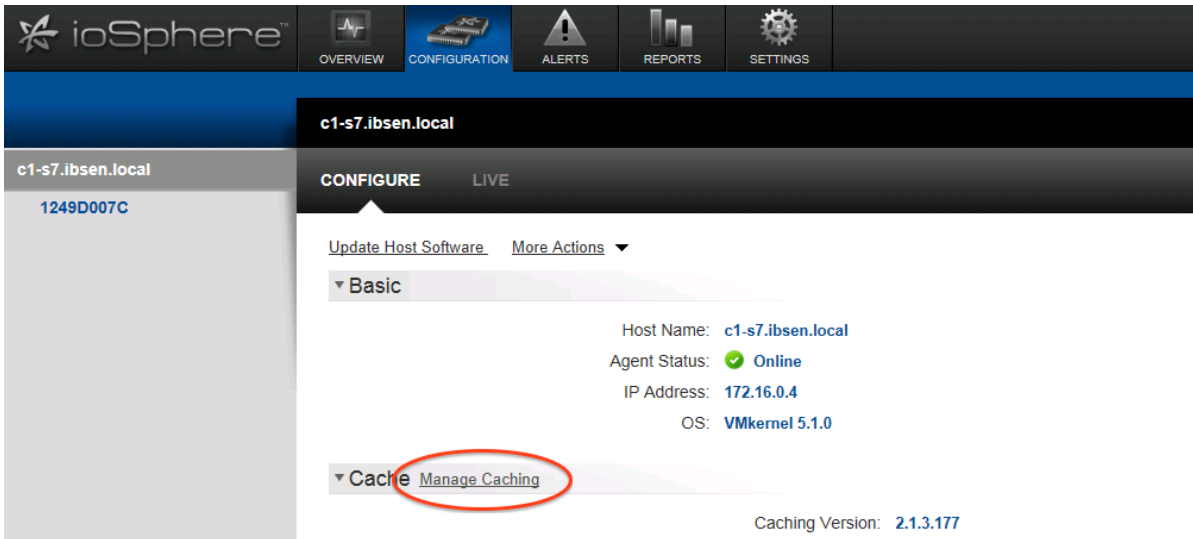 ioSphere™
OVERVIEW CONFIGURATION ALERTS REPORTS SETTINGS
c1-s7.ibsen.local
c1-s7.ibsen.local
1249D007C
CONFIGURE LIVE
Update Host Software More Actions
Basic
Host Name: c1-s7.ibsen.local
Agent Status: Online
IP Address: 172.16.0.4
OS: VMkernel 5.1.0
Cache Manage Caching
Caching Version: 2.1.3.177